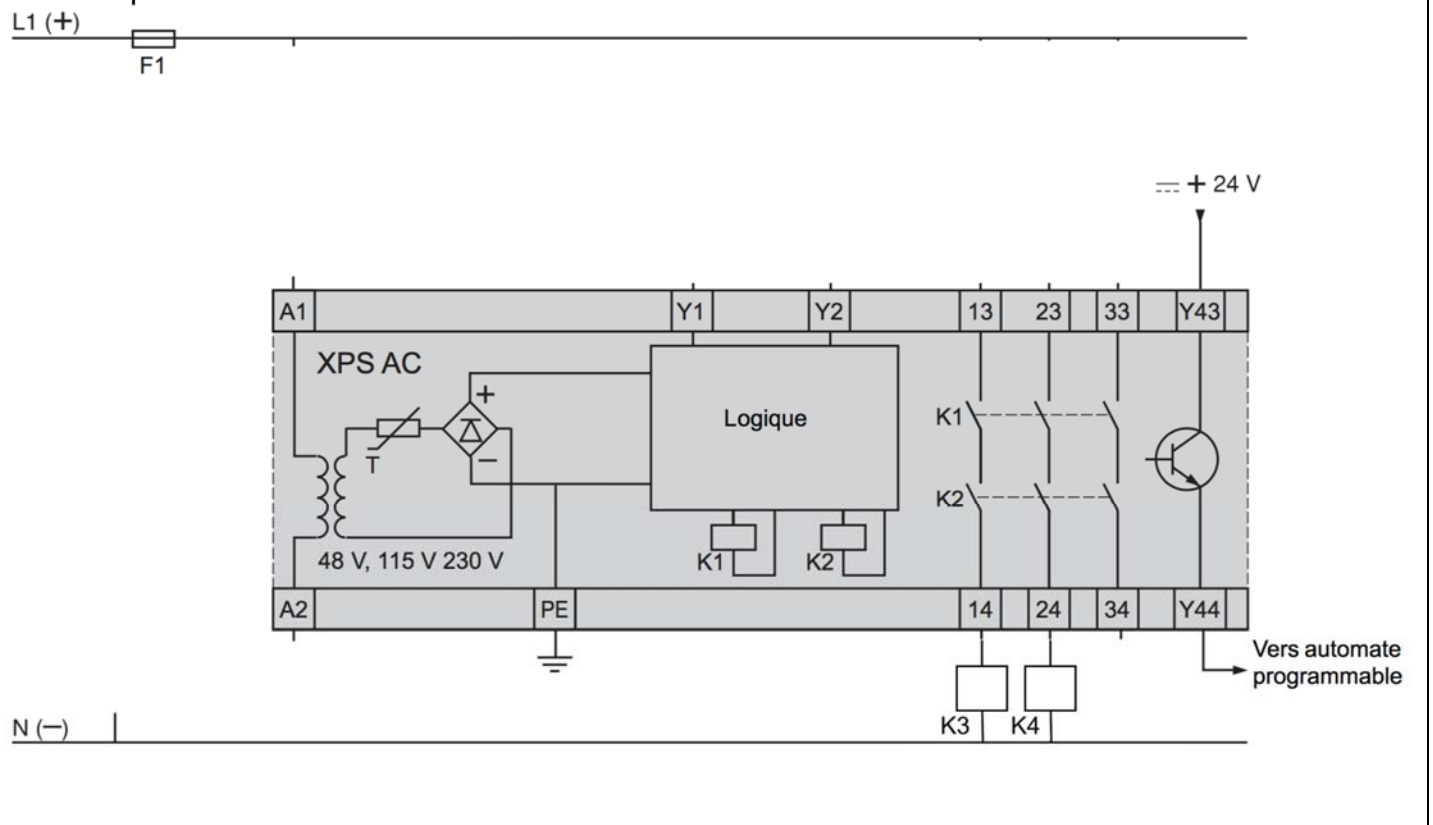 L1 (+)
F1
+ 24 V
A1
Y1
Y2
13
23
33
Y43
XPS AC
+
Logique
K1
T
−
K2
48 V, 115 V 230 V
K1
K2
A2
PE
14
24
34
Y44
Vers automate
programmable
N (−)
K3
K4